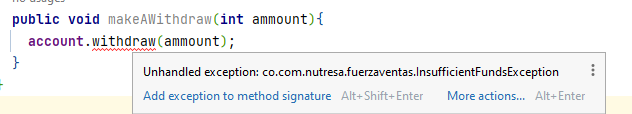 no usages
public void makeAWithdraw(int ammount){
account.withdraw(ammount);
}
Unhandled exception: co.com.nutresa.fuerzaventas.InsufficientFundsException
Add exception to method signature Alt+Shift+Enter More actions... Alt+Enter